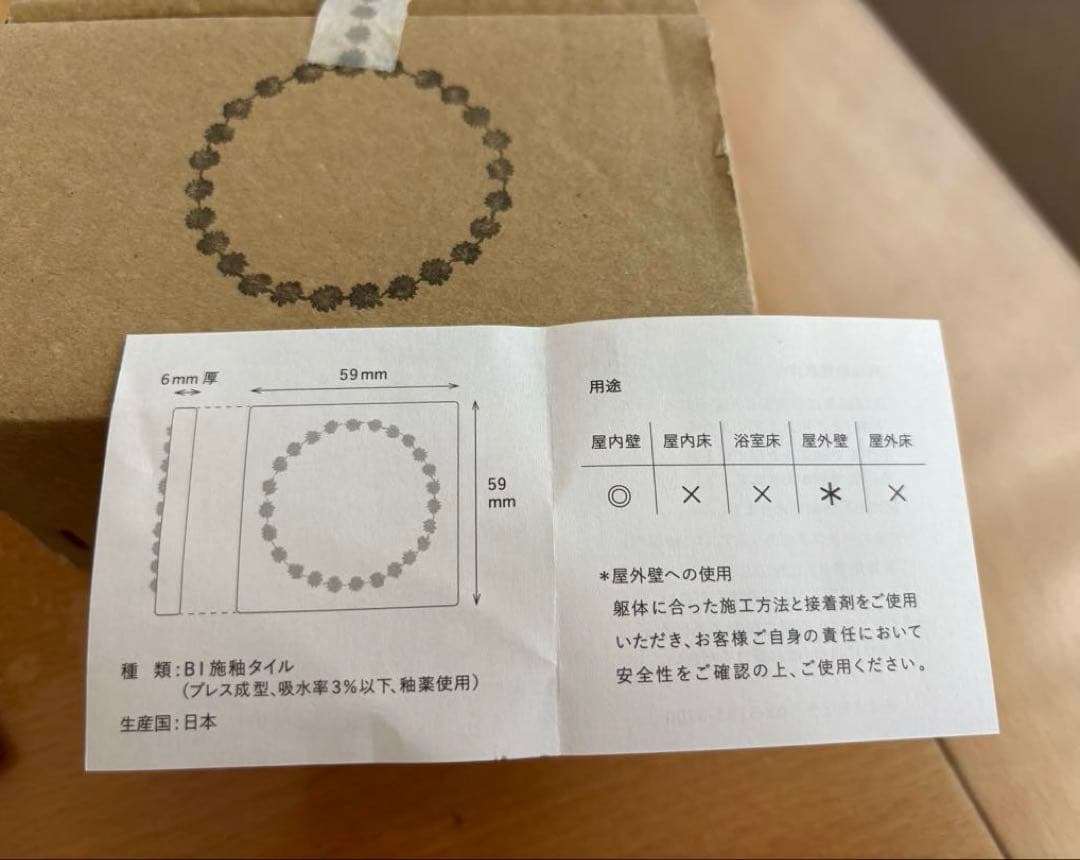 6mm 厚
59mm
59
mm
種 類:BI施釉タイル
(プレス成型、吸水率3%以下、釉薬使用)
生産国:日本
用途
屋内壁 屋内床 浴室床 屋外壁 屋外床
◎ × × * ×
*屋外壁への使用
躯体に合った施工方法と接着剤をご使用
いただき、お客様ご自身の責任において
安全性をご確認の上、ご使用ください。